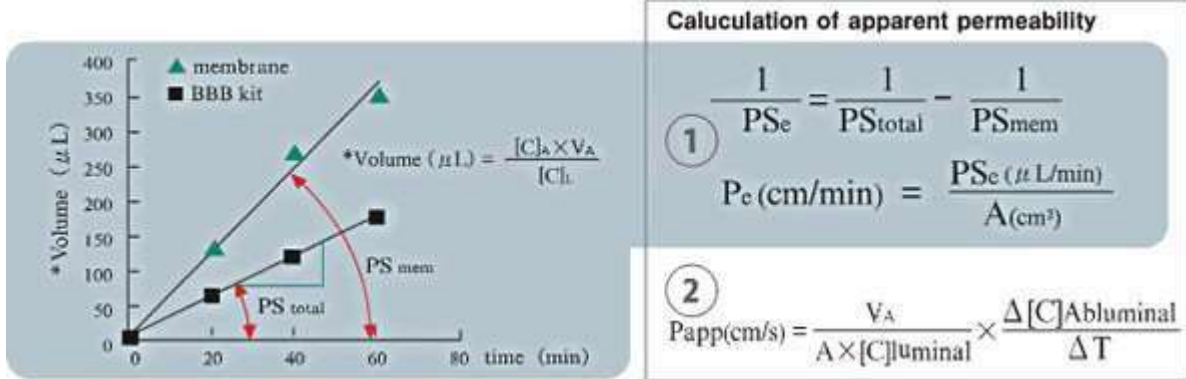 Caluculation of apparent permeability
400
350
300
250
200
150
100
50
0
*Volume (μL)
▲ membrane
■ BBB kit
*Volume (μL) = [C]A×VA / [C]L
PS mem
PS total
0 20 40 60 80 time (min)
①
1/PSe = 1/PStotal − 1/PSmem
Pe(cm/min) = PSe(μL/min) / A(cm³)
②
Papp(cm/s) = VA / A×[C]luminal × Δ[C]Abluminal / ΔT